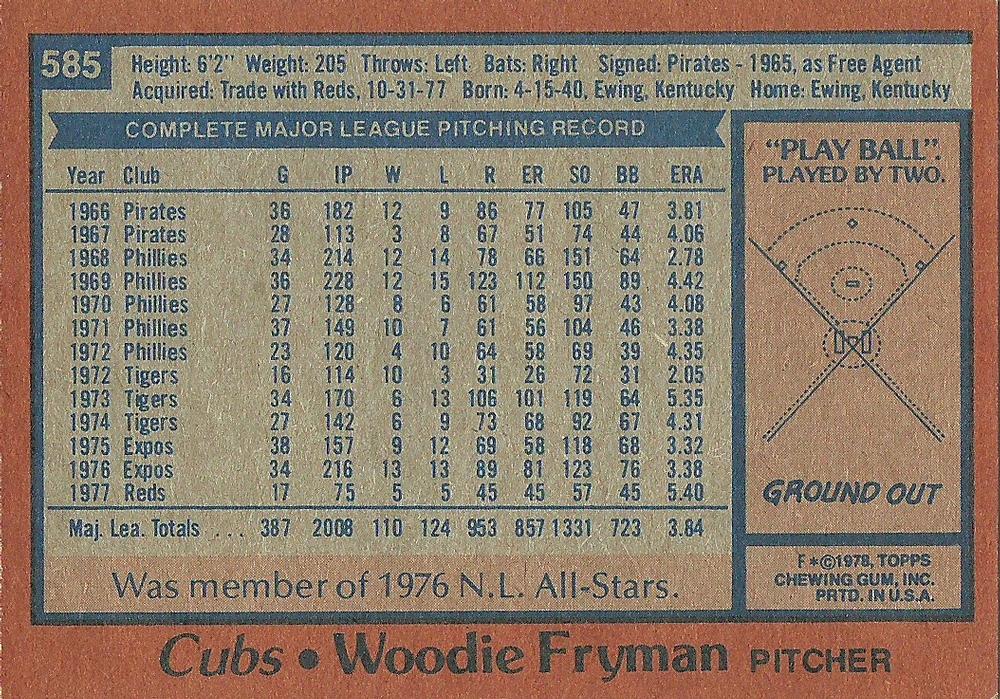 585
Height: 6'2" Weight: 205 Throws: Left Bats: Right Signed: Pirates - 1965, as Free Agent
Acquired: Trade with Reds, 10-31-77 Born: 4-15-40, Ewing, Kentucky Home: Ewing, Kentucky
COMPLETE MAJOR LEAGUE PITCHING RECORD
Year Club G IP W L R ER SO BB ERA
1966 Pirates 36 182 12 9 86 77 105 47 3.81
1967 Pirates 28 113 3 8 67 51 74 44 4.06
1968 Phillies 34 214 12 14 78 66 151 64 2.78
1969 Phillies 36 228 12 15 123 112 150 89 4.42
1970 Phillies 27 128 8 6 61 58 97 43 4.08
1971 Phillies 37 149 10 7 61 56 104 46 3.38
1972 Phillies 23 120 4 10 64 58 69 39 4.35
1972 Tigers 16 114 10 3 31 26 72 31 2.05
1973 Tigers 34 170 6 13 106 101 119 64 5.35
1974 Tigers 27 142 6 9 73 68 92 67 4.31
1975 Expos 38 157 9 12 69 58 118 68 3.32
1976 Expos 34 216 13 13 89 81 123 76 3.38
1977 Reds 17 75 5 5 45 45 57 45 5.40
Maj. Lea. Totals ... 387 2008 110 124 953 857 1331 723 3.84
Was member of 1976 N.L. All-Stars.
"PLAY BALL".
PLAYED BY TWO.
GROUND OUT
F*©1978, TOPPS
CHEWING GUM, INC.
PRTD. IN U.S.A.
Cubs • Woodie Fryman PITCHER